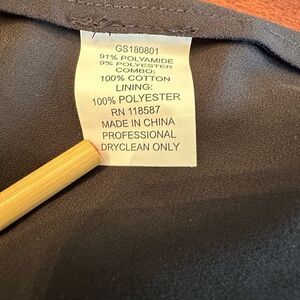 GS180801
91% POLYAMIDE
9% POLYESTER
COMBO:
100% COTTON
LINING:
100% POLYESTER
RN 118587
MADE IN CHINA
PROFESSIONAL
DRYCLEAN ONLY